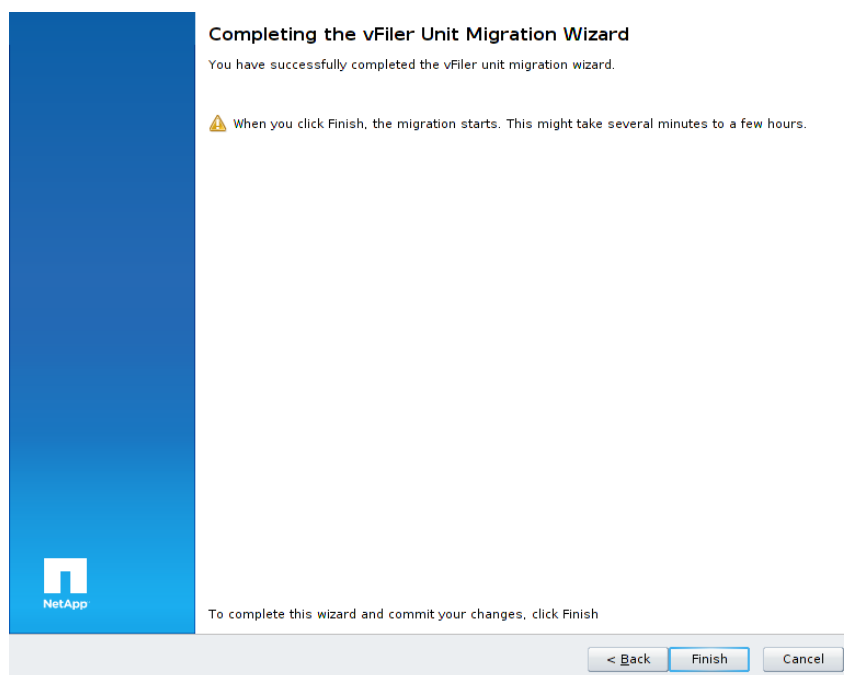 Completing the vFiler Unit Migration Wizard
You have successfully completed the vFiler unit migration wizard.
When you click Finish, the migration starts. This might take several minutes to a few hours.
NetApp
To complete this wizard and commit your changes, click Finish
< Back
Finish
Cancel